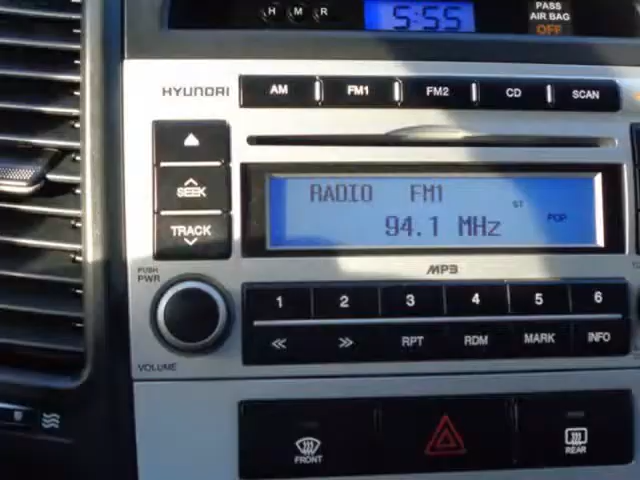 H M R
5:55
PASS
AIR BAG
OFF
HYUNDAI
AM FM1 FM2 CD SCAN
SEEK
TRACK
RADIO FM1
ST
94.1 MHz
POP
MP3
PUSH
PWR
VOLUME
1 2 3 4 5 6
RPT RDM MARK INFO
FRONT
REAR